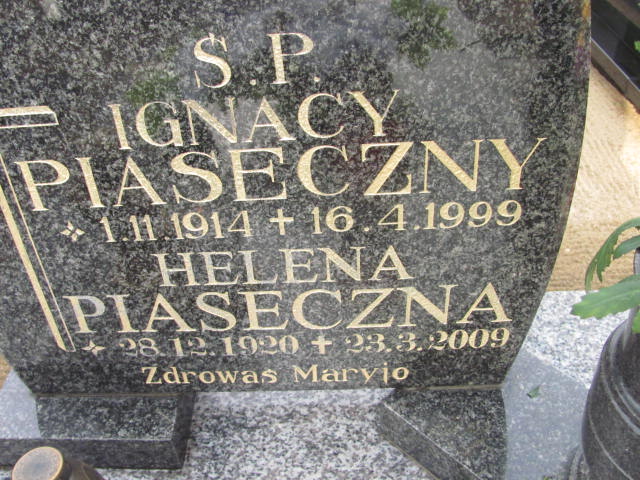 Ś.P.
IGNACY
PIASECZNY
1.11.1914 + 16.4.1999
HELENA
PIASECZNA
28.12.1920 + 23.3.2009
Zdrowaś Maryjo